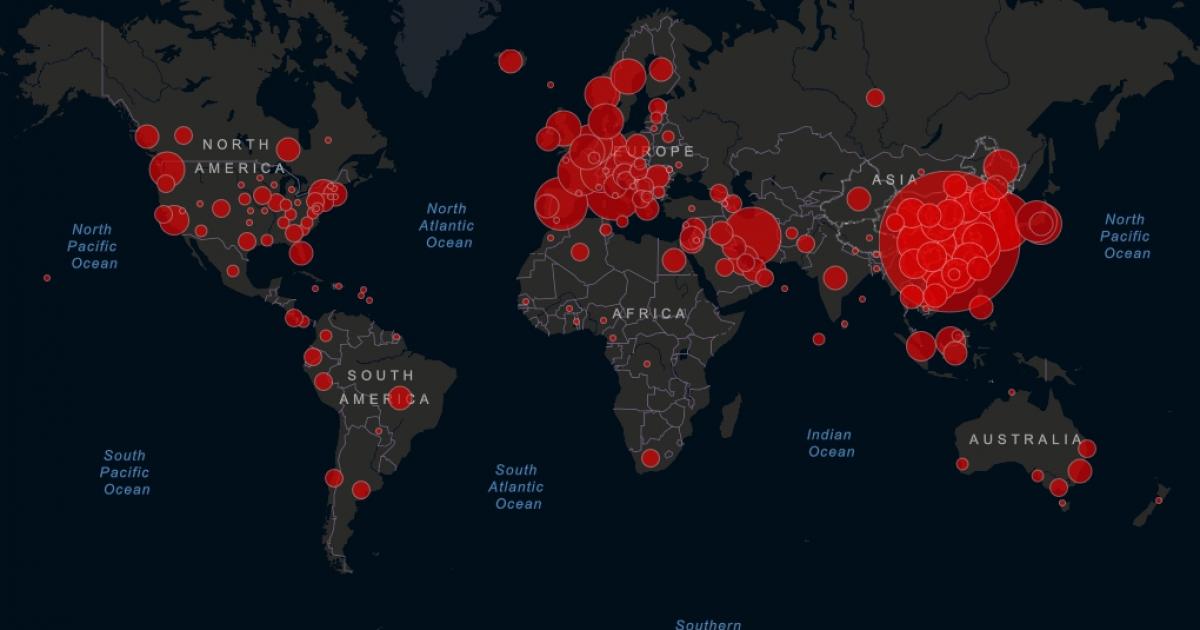 NORTH
AMERICA
EUROPE
ASIA
North
Pacific
Ocean
North
Atlantic
Ocean
North
Pacific
Ocean
AFRICA
SOUTH
AMERICA
South
Pacific
Ocean
South
Atlantic
Ocean
Indian
Ocean
AUSTRALIA
Southern